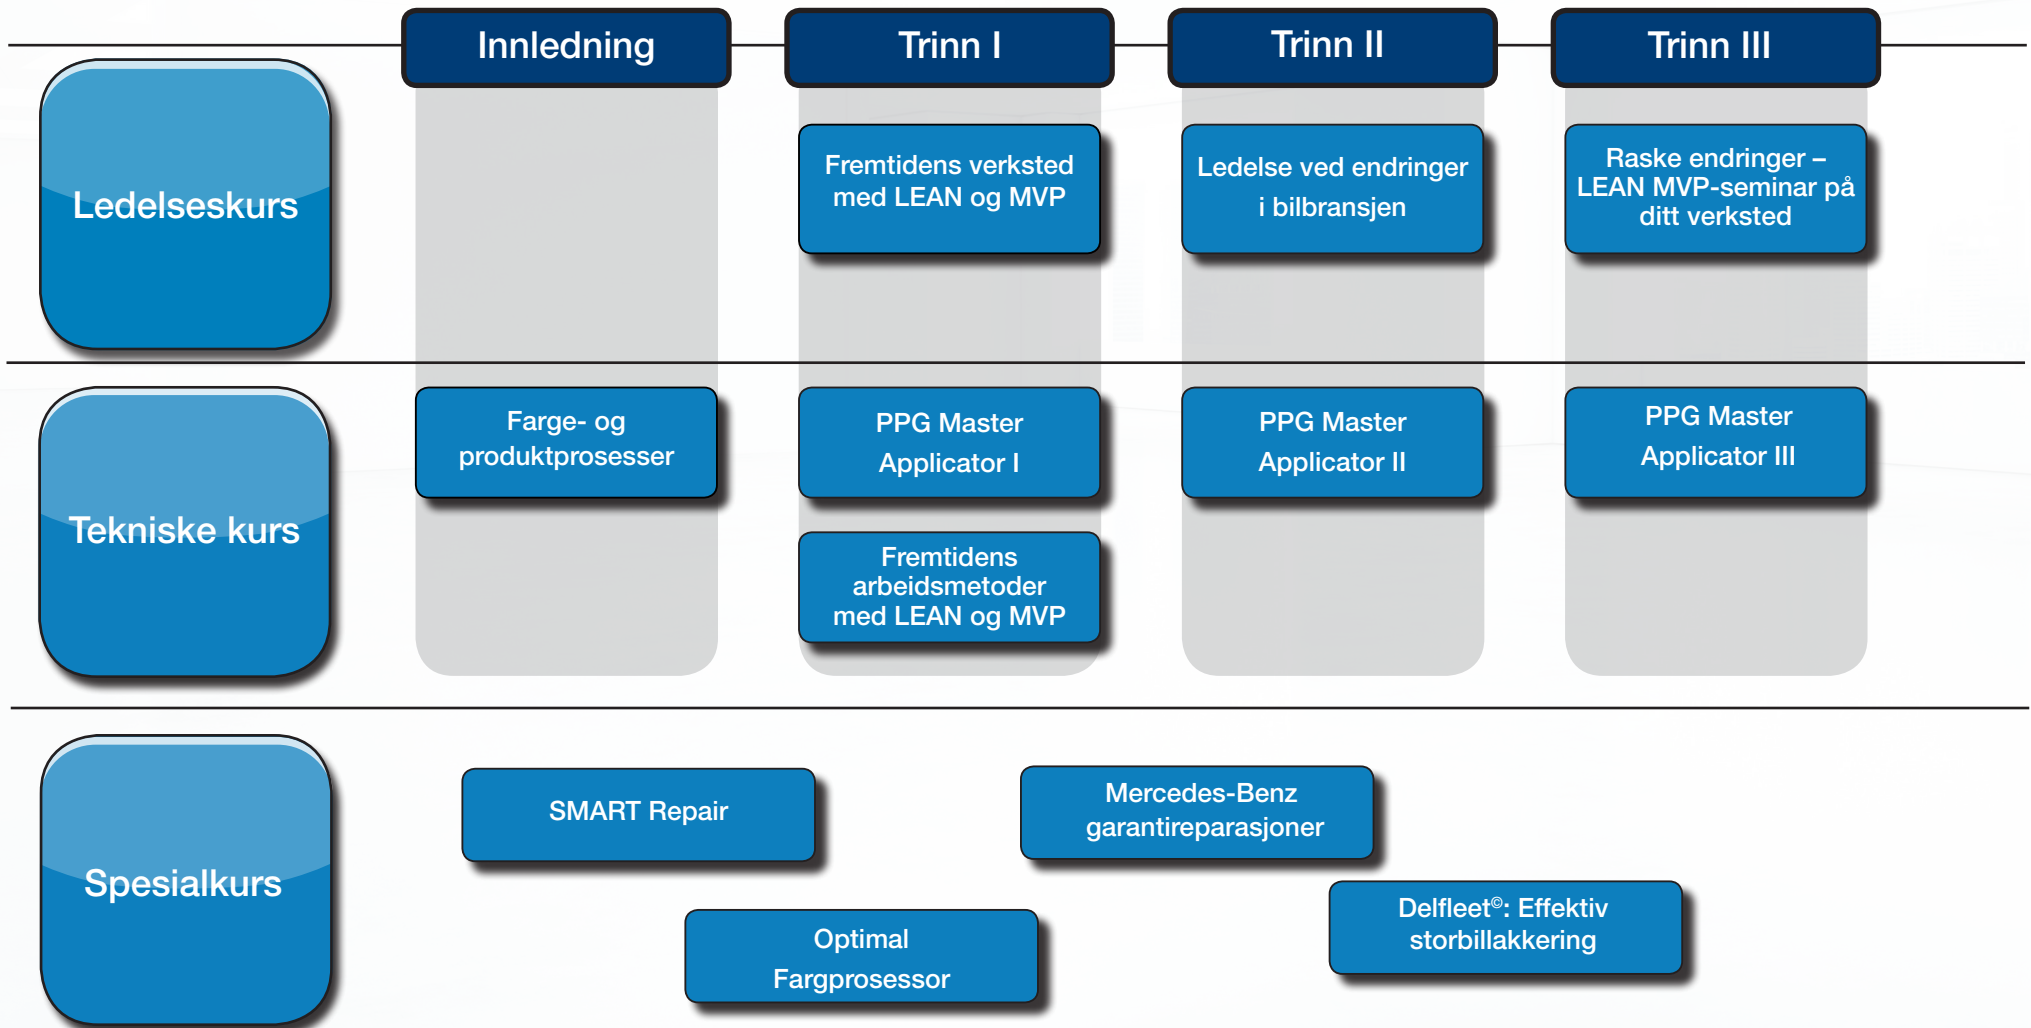 Innledning
Trinn I
Trinn II
Trinn III
Ledelseskurs
Fremtidens verksted
med LEAN og MVP
Ledelse ved endringer
i bilbransjen
Raske endringer –
LEAN MVP-seminar på
ditt verksted
Tekniske kurs
Farge- og
produktprosesser
PPG Master
Applicator I
PPG Master
Applicator II
PPG Master
Applicator III
Fremtidens
arbeidsmetoder
med LEAN og MVP
Spesialkurs
SMART Repair
Mercedes-Benz
garantireparasjoner
Optimal
Fargprosessor
Delfleet©: Effektiv
storbillakkering